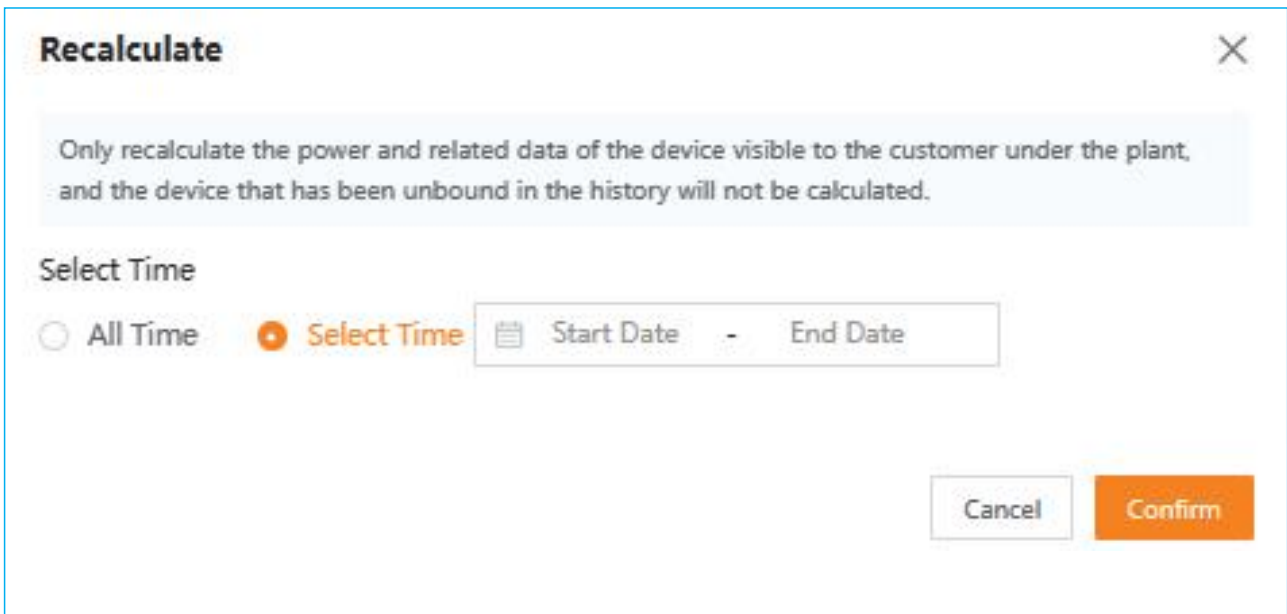 Recalculate
Only recalculate the power and related data of the device visible to the customer under the plant,
and the device that has been unbound in the history will not be calculated.
Select Time
All Time Select Time Start Date - End Date
Cancel Confirm